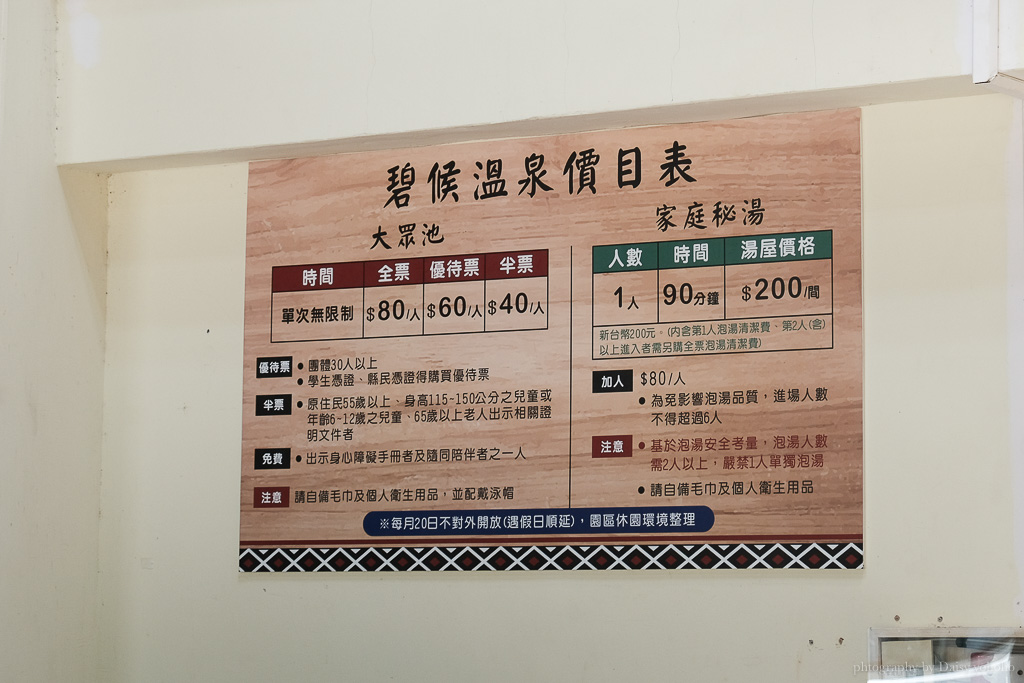 碧候溫泉價目表
大眾池
時間 全票 優待票 半票
單次無限制 $80/人 $60/人 $40/人
優待票 ● 團體30人以上
● 學生憑證、縣民憑證得購買優待票
半票 ● 原住民55歲以上、身高115~150公分之兒童或
年齡6~12歲之兒童、65歲以上老人出示相關證
明文件者
免費 ● 出示身心障礙手冊者及隨同陪伴者之一人
注意 請自備毛巾及個人衛生用品，並配戴泳帽
家庭秘湯
人數 時間 湯屋價格
1人 90分鐘 $200/間
新台幣200元。(內含第1人泡湯清潔費、第2人(含)
以上進入者需另購全票泡湯清潔費)
加人 $80/人
● 為免影響泡湯品質，進場人數
不得超過6人
注意 ● 基於泡湯安全考量，泡湯人數
需2人以上，嚴禁1人單獨泡湯
● 請自備毛巾及個人衛生用品
※每月20日不對外開放(遇假日順延)，園區休園環境整理